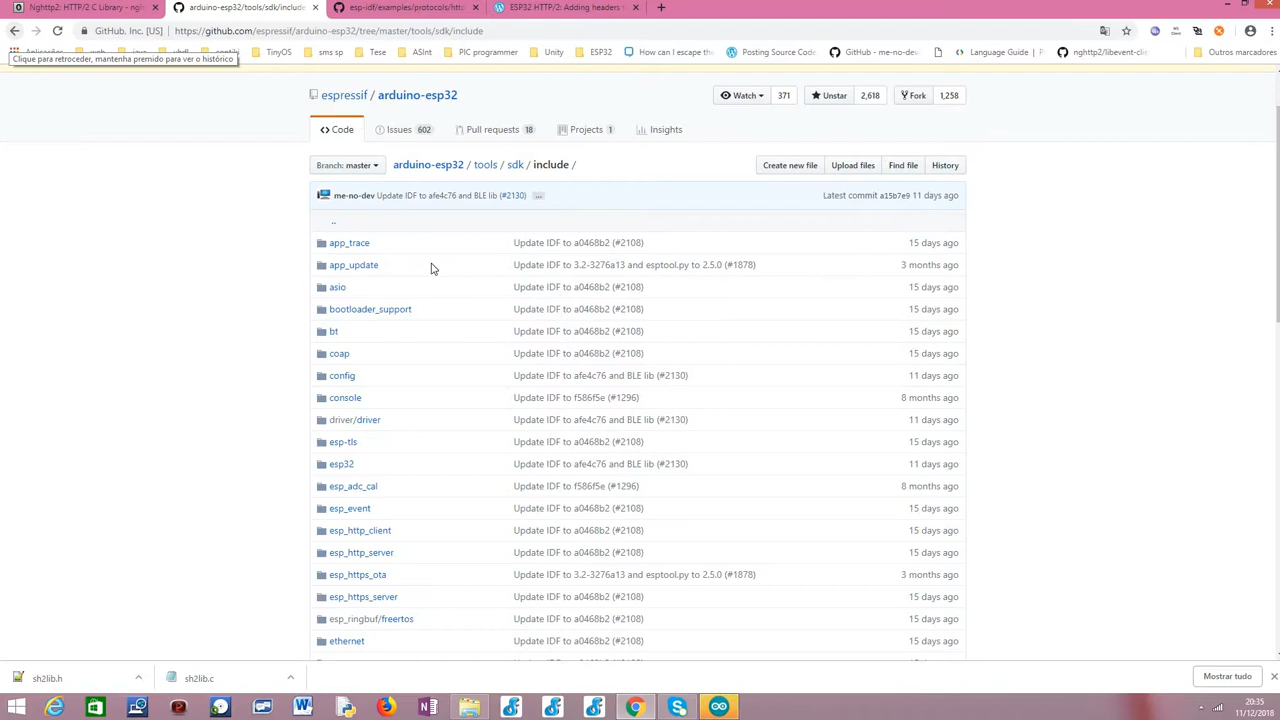 Nghttp2: HTTP/2 C Library - ngh
arduino-esp32/tools/sdk/include
esp-idf/examples/protocols/http
ESP32 HTTP/2: Adding headers t
GitHub, Inc. [US]
https://github.com/espressif/arduino-esp32/tree/master/tools/sdk/include
TinyOS
sms sp
Tese
ASInt
PIC programmer
Unity
ESP32
How can I escape the
Posting Source Code
GitHub - me-no-dev
Language Guide
nghttp2/libevent-cli
Outros marcadores
Clique para retroceder, mantenha premido para ver o histórico
espressif / arduino-esp32
Watch 371
Unstar 2,618
Fork 1,258
Code
Issues 602
Pull requests 18
Projects 1
Insights
Branch: master
arduino-esp32 / tools / sdk / include /
Create new file
Upload files
Find file
History
me-no-dev Update IDF to afe4c76 and BLE lib (#2130) ...
Latest commit a15b7e9 11 days ago
..
app_trace Update IDF to a0468b2 (#2108) 15 days ago
app_update Update IDF to 3.2-3276a13 and esptool.py to 2.5.0 (#1878) 3 months ago
asio Update IDF to a0468b2 (#2108) 15 days ago
bootloader_support Update IDF to a0468b2 (#2108) 15 days ago
bt Update IDF to a0468b2 (#2108) 15 days ago
coap Update IDF to a0468b2 (#2108) 15 days ago
config Update IDF to afe4c76 and BLE lib (#2130) 11 days ago
console Update IDF to f586f5e (#1296) 8 months ago
driver/driver Update IDF to afe4c76 and BLE lib (#2130) 11 days ago
esp-tls Update IDF to a0468b2 (#2108) 15 days ago
esp32 Update IDF to afe4c76 and BLE lib (#2130) 11 days ago
esp_adc_cal Update IDF to f586f5e (#1296) 8 months ago
esp_event Update IDF to a0468b2 (#2108) 15 days ago
esp_http_client Update IDF to a0468b2 (#2108) 15 days ago
esp_http_server Update IDF to a0468b2 (#2108) 15 days ago
esp_https_ota Update IDF to 3.2-3276a13 and esptool.py to 2.5.0 (#1878) 3 months ago
esp_https_server Update IDF to a0468b2 (#2108) 15 days ago
esp_ringbuf/freertos Update IDF to a0468b2 (#2108) 15 days ago
ethernet Update IDF to a0468b2 (#2108) 15 days ago
sh2lib.h
sh2lib.c
Mostrar tudo
20:35
11/12/2018